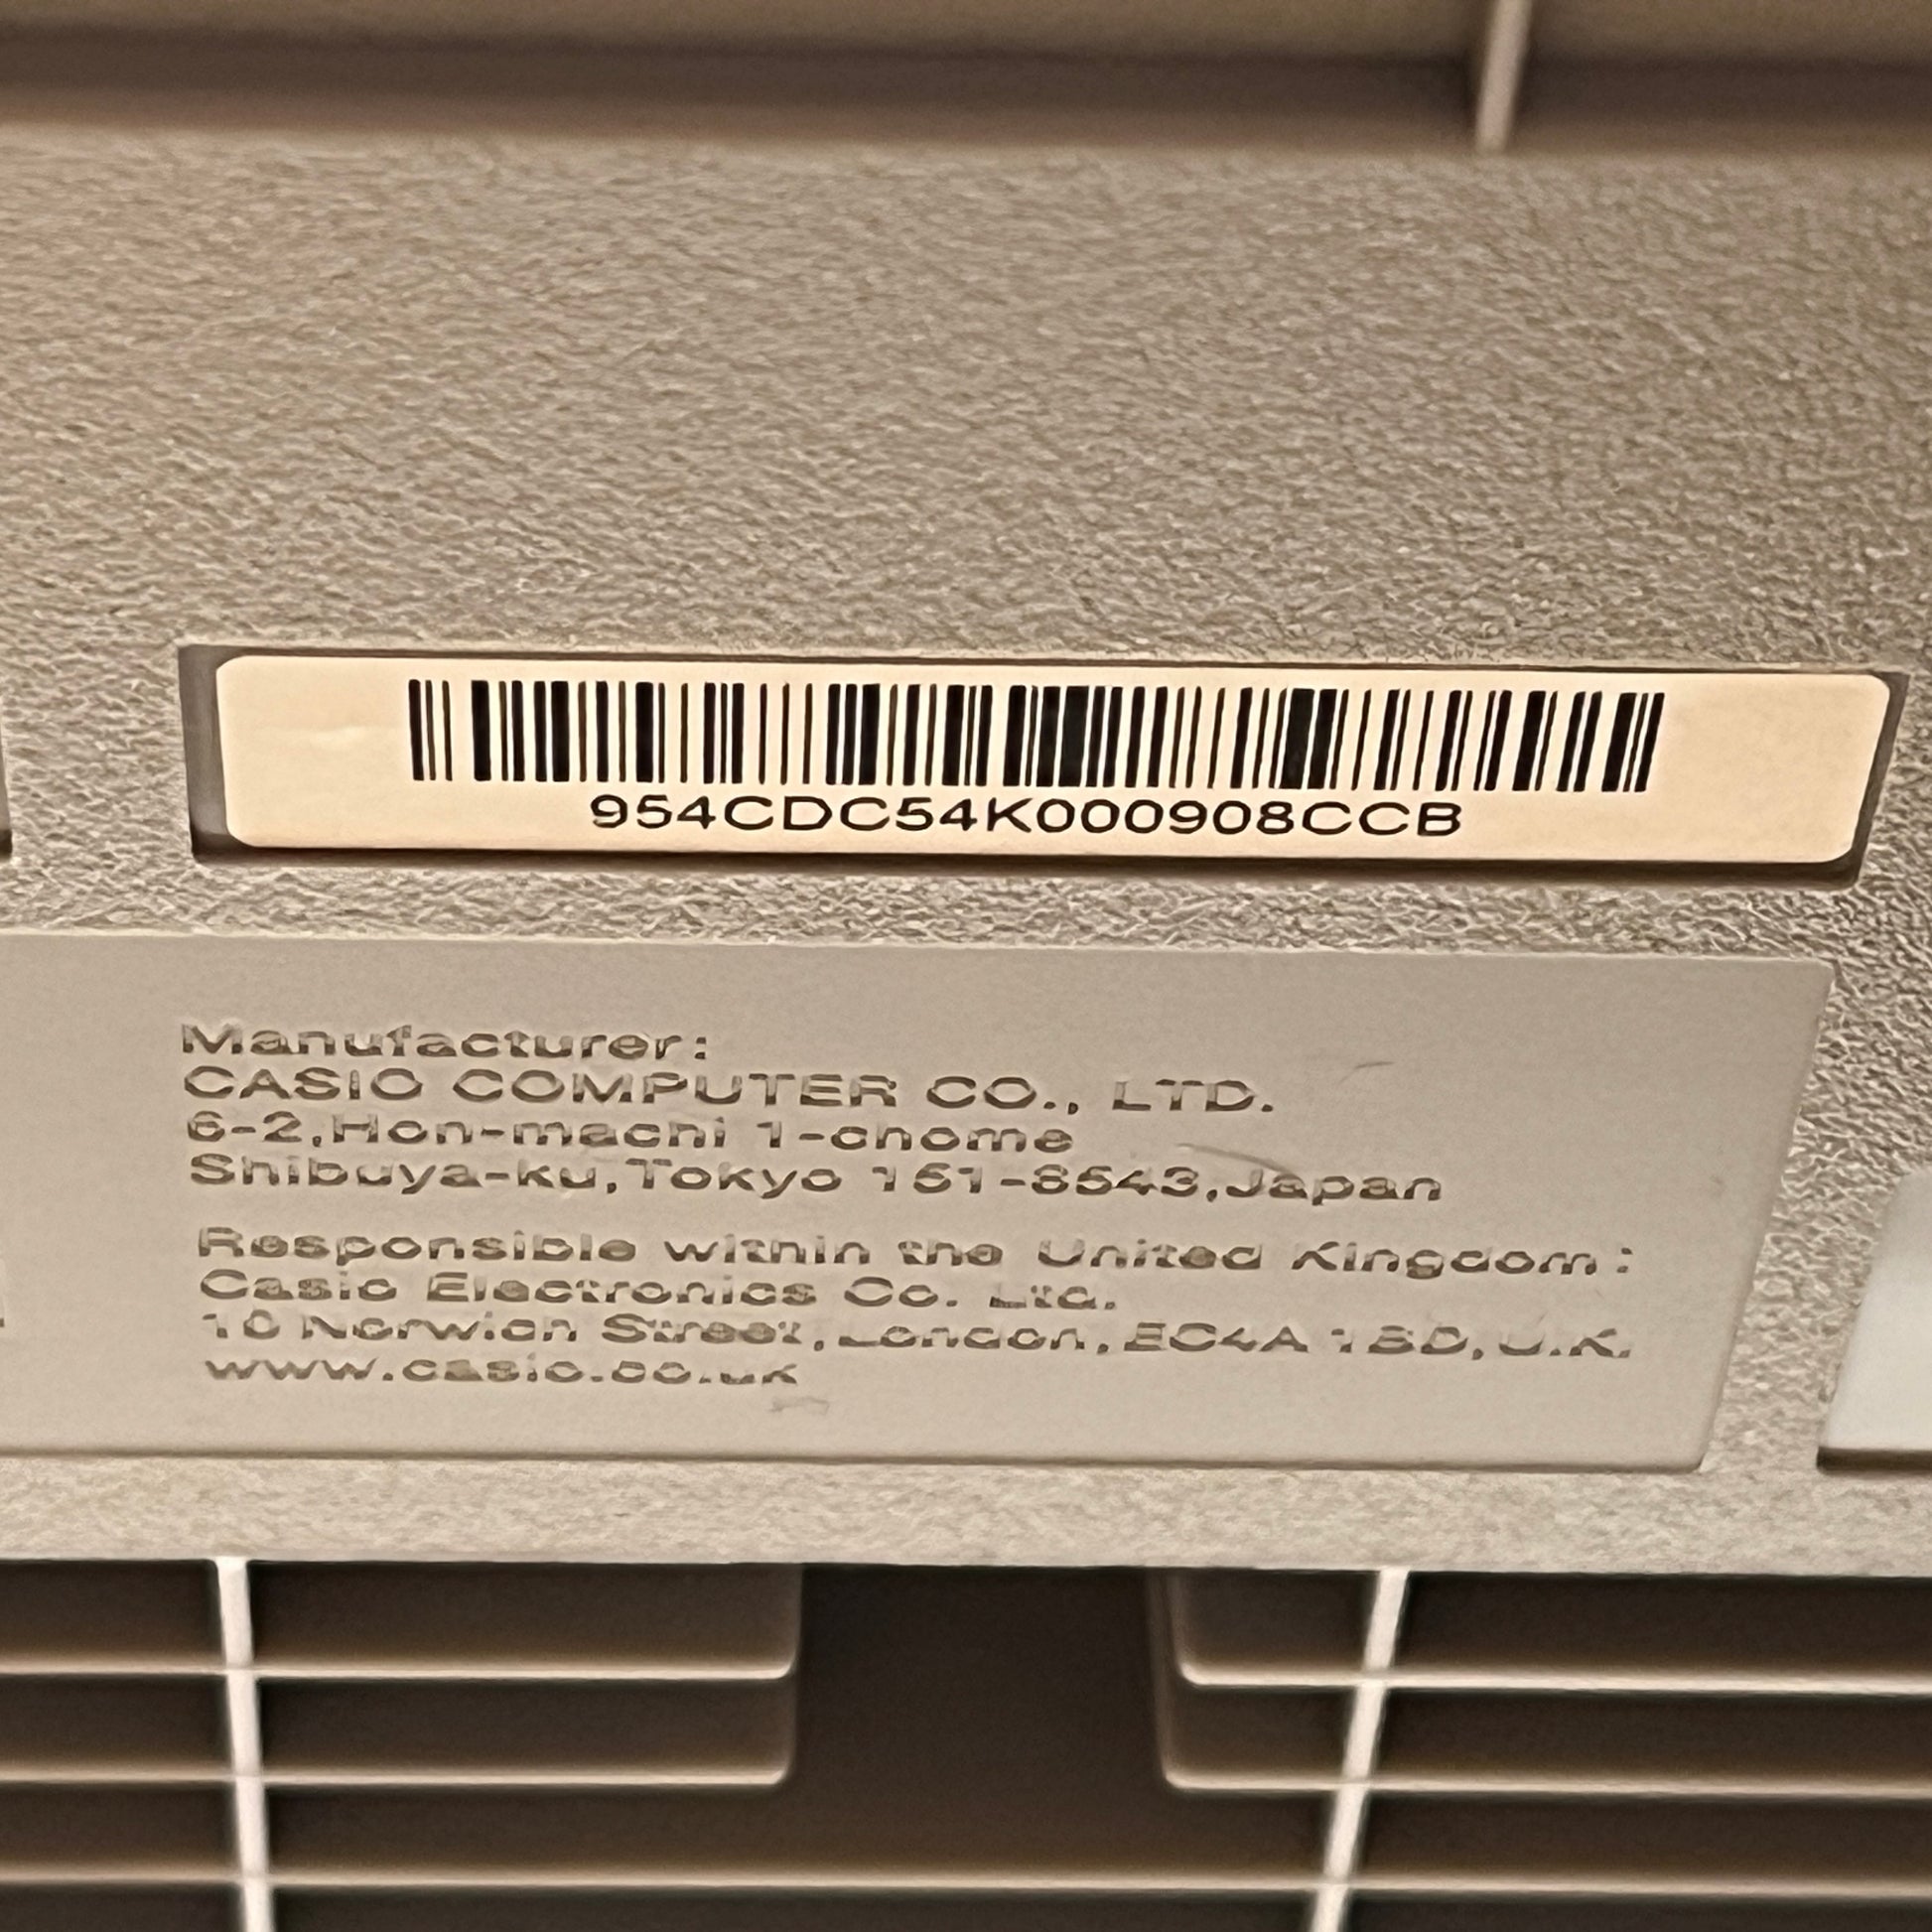 954CDC54K000908CCB
Manufacturer:
CASIO COMPUTER CO., LTD.
6-2,Hon-machi 1-chome
Shibuya-ku,Tokyo 151-8543,Japan
Responsible within the United Kingdom:
Casio Electronics Co. Ltd.
10 Norwich Street, London, EC4A 1BD, U.K.
www.casio.co.uk